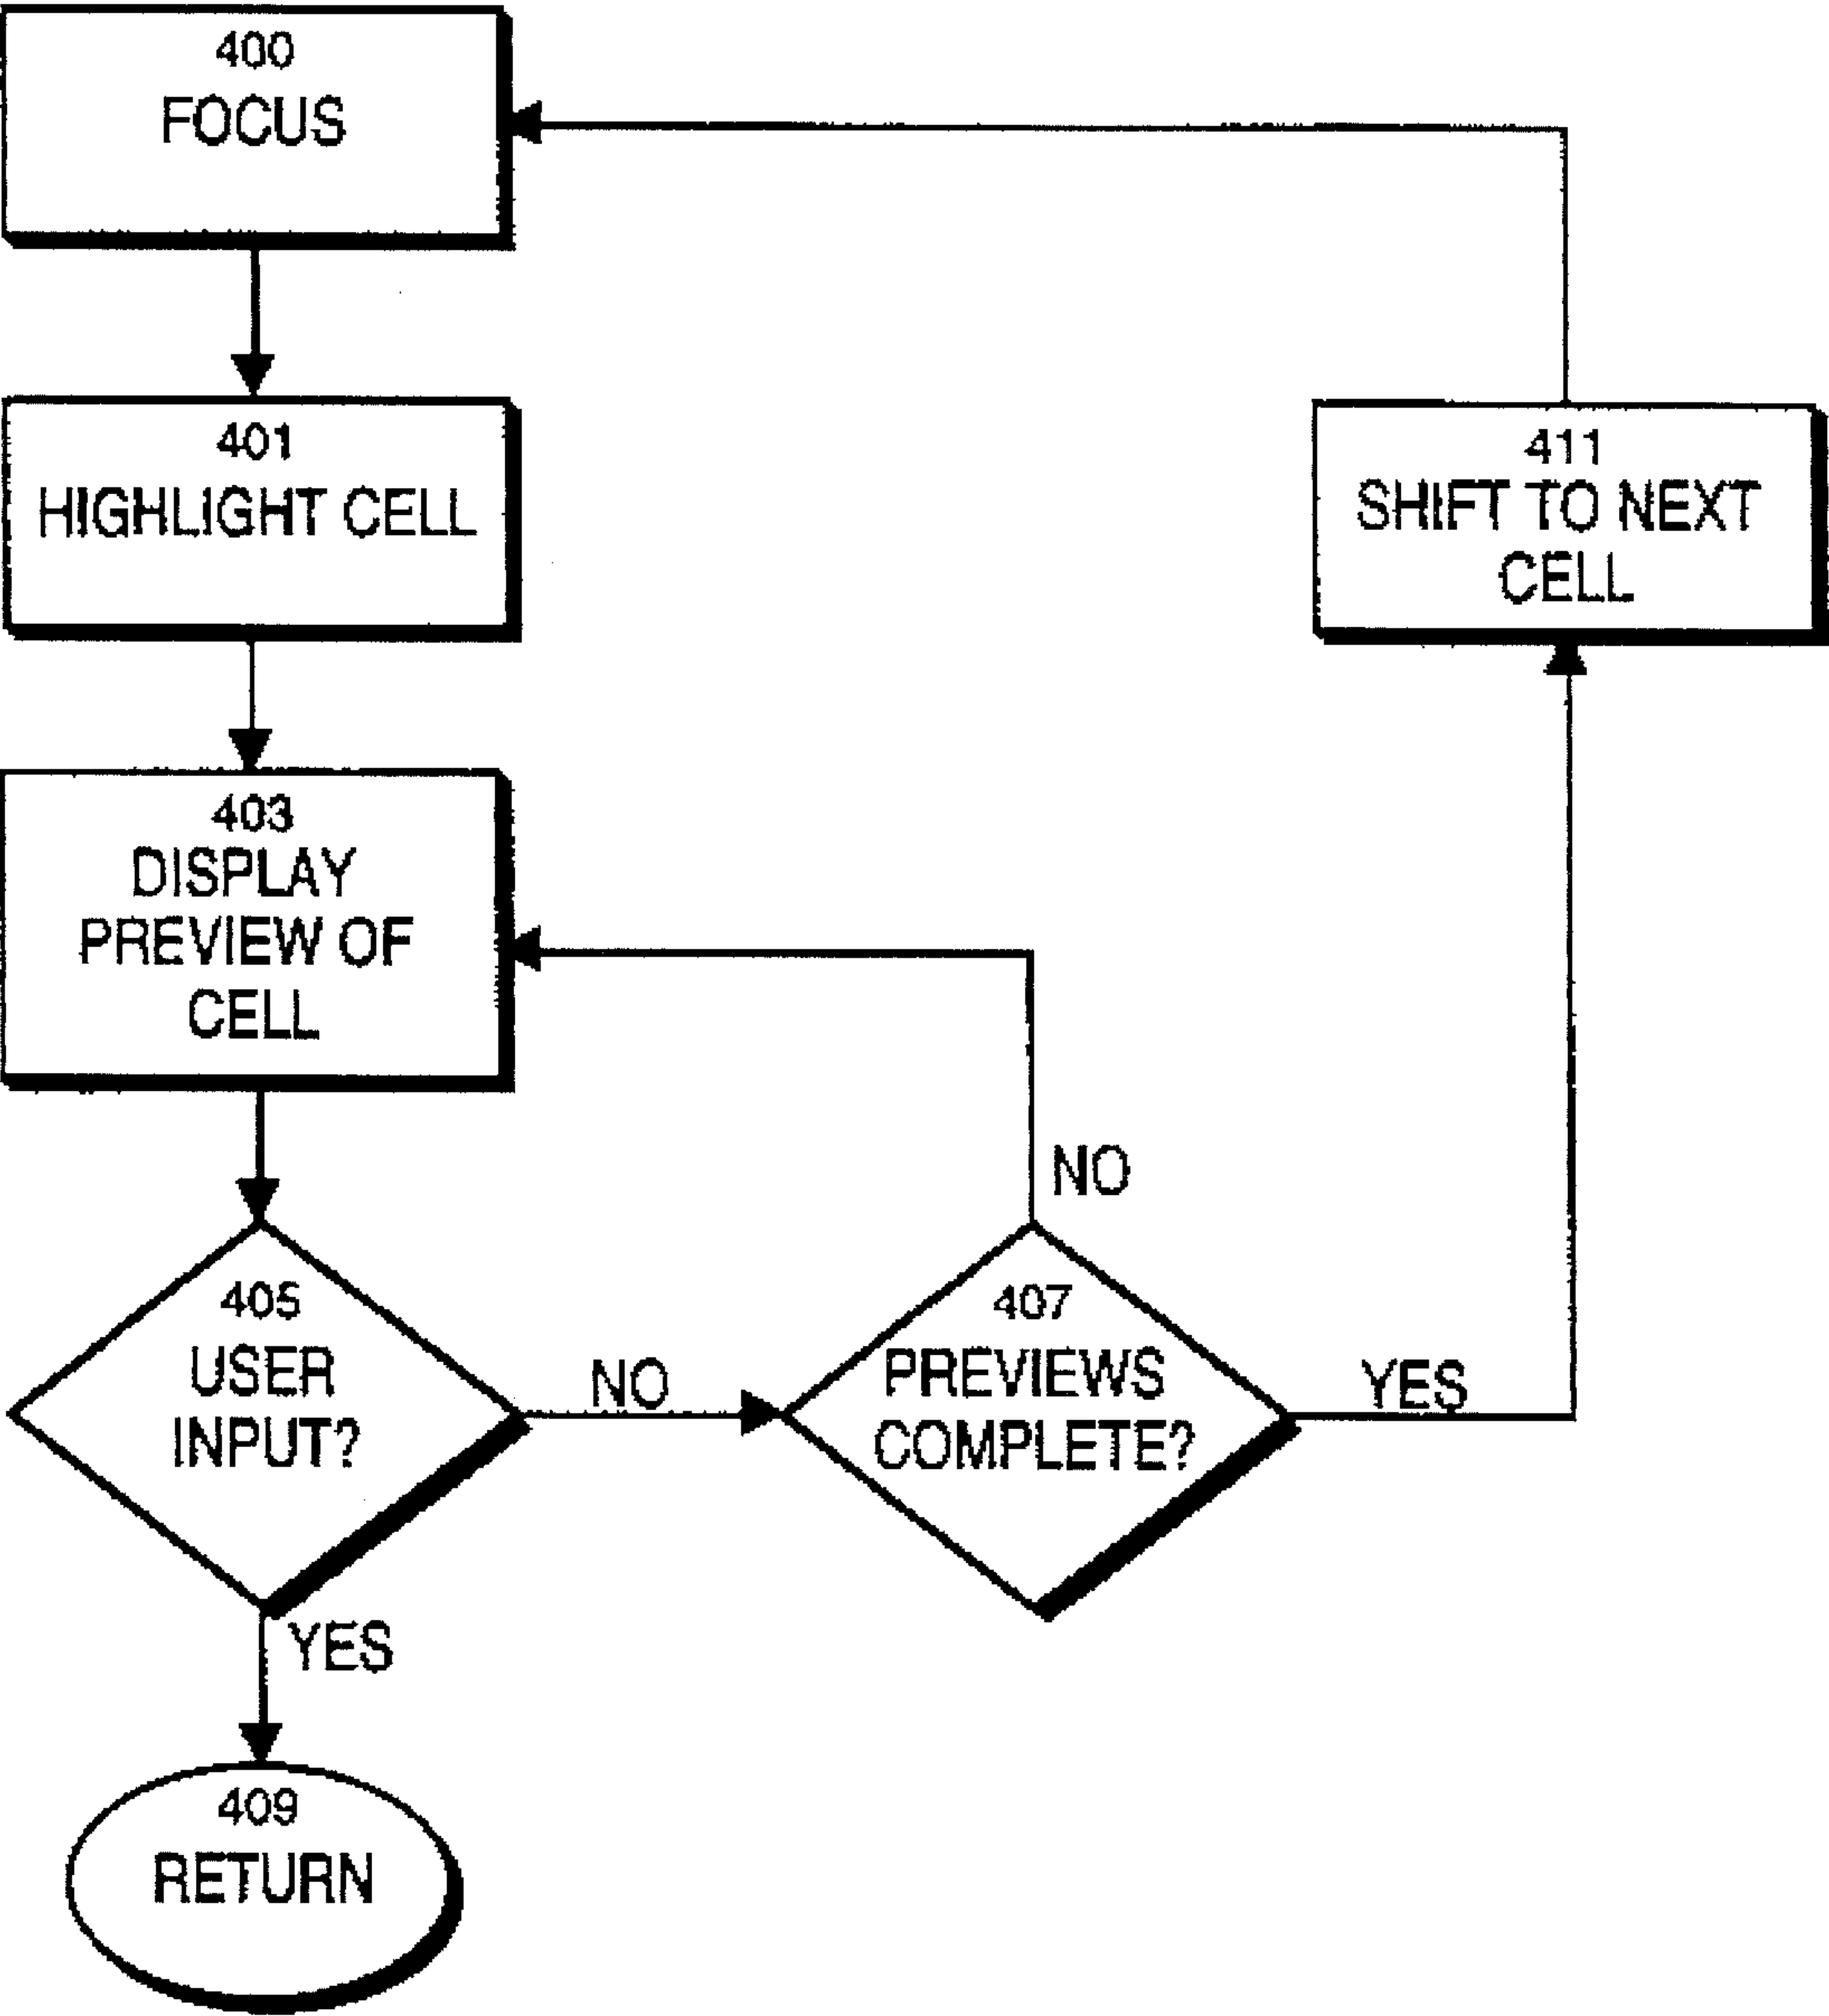 400
FOCUS
401
HIGHLIGHT CELL
411
SHIFT TO NEXT
CELL
403
DISPLAY
PREVIEW OF
CELL
NO
405
USER
INPUT?
NO
407
PREVIEWS
COMPLETE?
YES
YES
409
RETURN